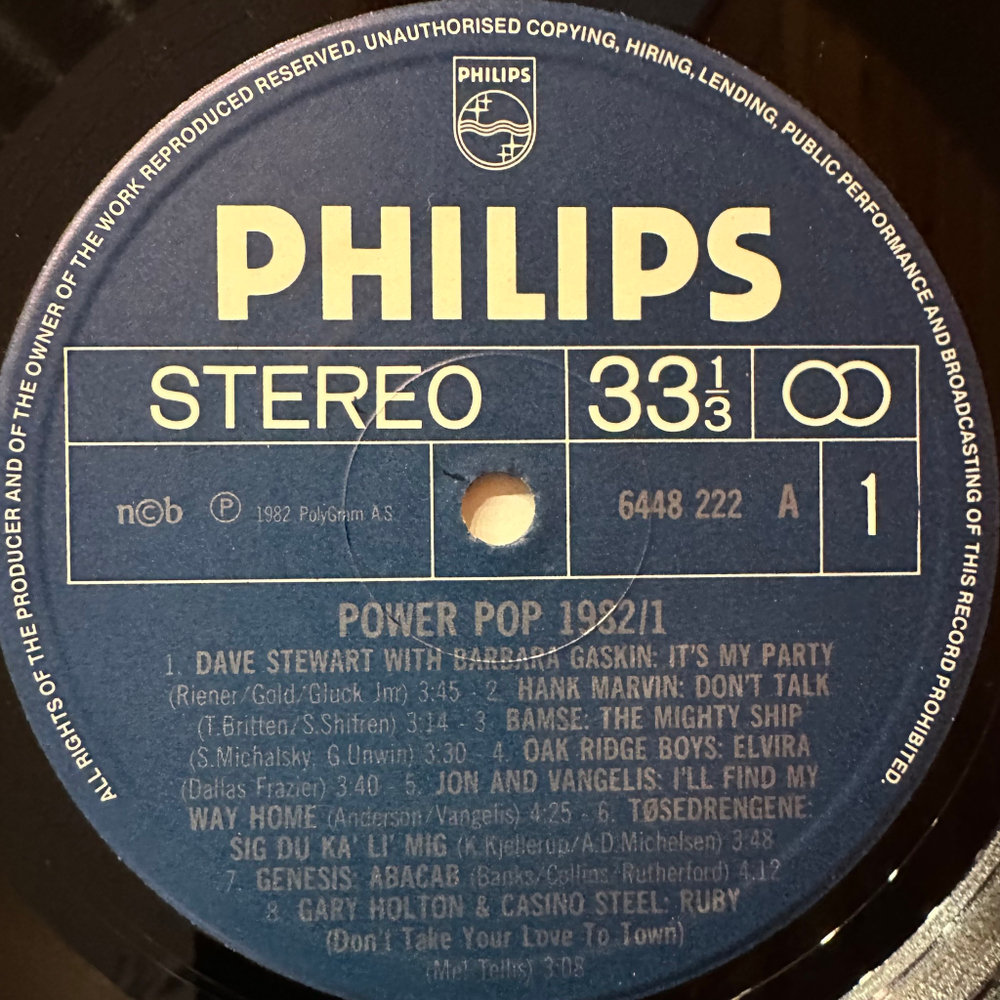 ALL RIGHTS OF THE PRODUCER AND OF THE OWNER OF THE WORK REPRODUCED RESERVED. UNAUTHORISED COPYING, HIRING, LENDING, PUBLIC PERFORMANCE AND BROADCASTING OF THIS RECORD PROHIBITED.
PHILIPS
PHILIPS
STEREO 33 1/3
n©b ℗ 1982 PolyGram A.S. 6448 222 A 1
POWER POP 1982/1
1. DAVE STEWART WITH BARBARA GASKIN: IT'S MY PARTY
(Riener/Gold/Gluck Jnr) 3:45 - 2. HANK MARVIN: DON'T TALK
(T.Britten/S.Shifren) 3:14 - 3. BAMSE: THE MIGHTY SHIP
(S.Michalsky, G.Unwin) 3:30 - 4. OAK RIDGE BOYS: ELVIRA
(Dallas Frazier) 3:40 5. JON AND VANGELIS: I'LL FIND MY
WAY HOME (Anderson/Vangelis) 4:25 - 6. TØSEDRENGENE:
SIG DU KA' LI' MIG (K.Kjellerup/A.D.Michelsen) 3:48
7. GENESIS: ABACAB (Banks/Collins/Rutherford) 4.12
8. GARY HOLTON & CASINO STEEL: RUBY
(Don't Take Your Love To Town)
(Mel Tellis) 3:08